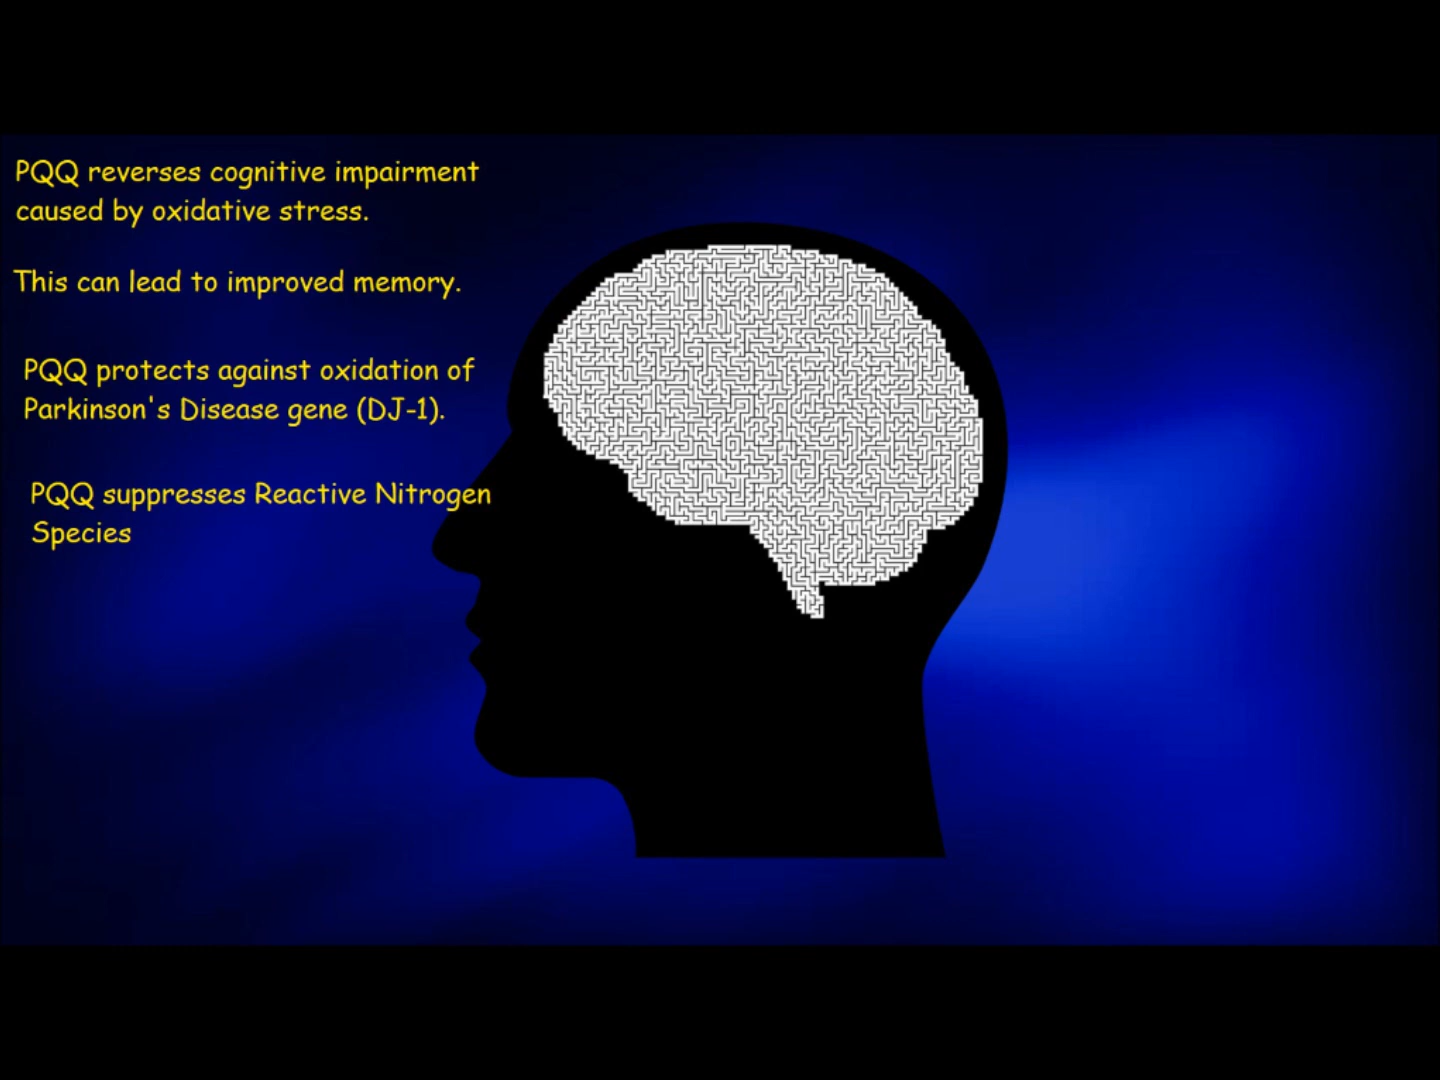 PQQ reverses cognitive impairment
caused by oxidative stress.
This can lead to improved memory.
PQQ protects against oxidation of
Parkinson's Disease gene (DJ-1).
PQQ suppresses Reactive Nitrogen
Species